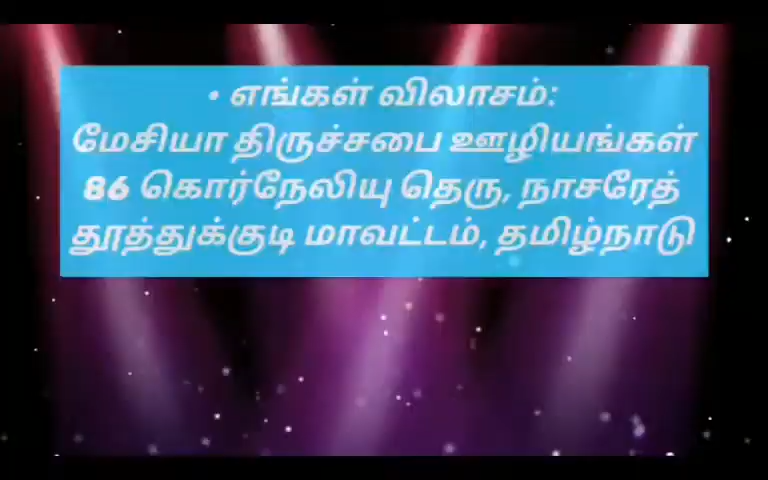 • எங்கள் விலாசம்:
மேசியா திருச்சபை ஊழியங்கள்
86 கொர்நேலியு தெரு, நாசரேத்
தூத்துக்குடி மாவட்டம், தமிழ்நாடு